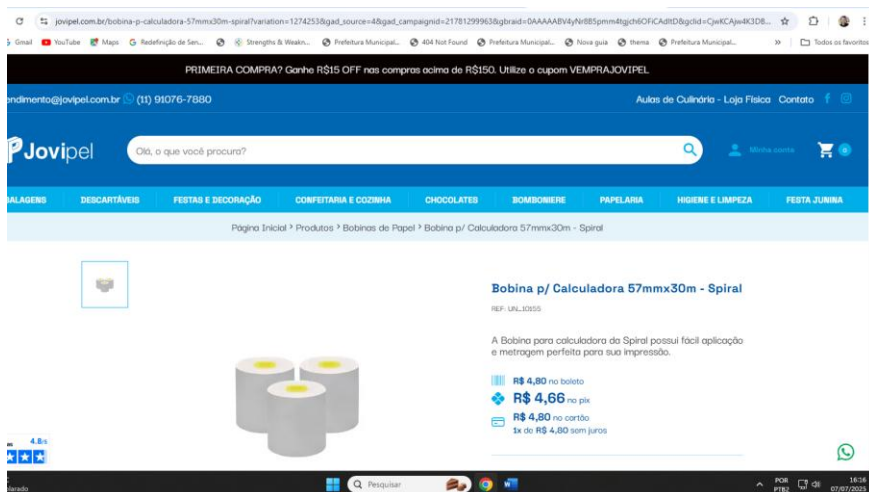 jovipel.com.br/bobina-p-calculadora-57mmx30m-spiral?variation=1274253&gad_source=4&gad_campaignid=21781299963&gbraid=0AAAAABV4yNr885pmm4tgjch6OFiCAditD&gclid=CjwKCAjw4K3D8...
Gmail YouTube Maps Redefinição de Sen... Strengths & Weakn... Prefeitura Municipal... 404 Not Found Prefeitura Municipal... Nova guia thema Prefeitura Municipal... » Todos os favoritos
PRIMEIRA COMPRA? Ganhe R$15 OFF nas compras acima de R$150. Utilize o cupom VEMPRAJOVIPEL
endimento@jovipel.com.br (11) 91076-7880 Aulas de Culinária - Loja Física Contato
Jovipel Olá, o que você procura? Minha conta 0
ALAGENS DESCARTÁVEIS FESTAS E DECORAÇÃO CONFEITARIA E COZINHA CHOCOLATES BOMBONIERE PAPELARIA HIGIENE E LIMPEZA FESTA JUNINA
Página Inicial > Produtos > Bobinas de Papel > Bobina p/ Calculadora 57mmx30m - Spiral
Bobina p/ Calculadora 57mmx30m - Spiral
REF: UN_10155
A Bobina para calculadora da Spiral possui fácil aplicação
e metragem perfeita para sua impressão.
R$ 4,80 no boleto
R$ 4,66 no pix
R$ 4,80 no cartão
1x de R$ 4,80 sem juros
4.8/5
Pesquisar
POR
PTB2
16:16
07/07/2025